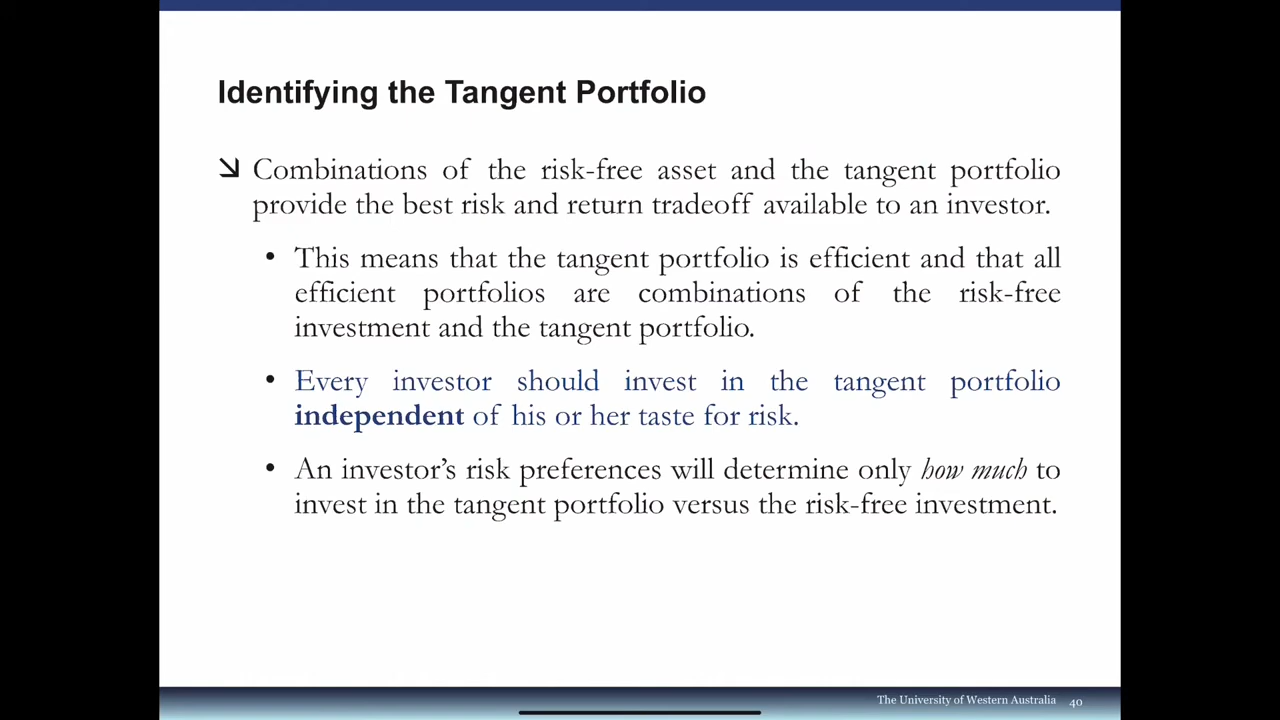 Identifying the Tangent Portfolio
Combinations of the risk-free asset and the tangent portfolio
provide the best risk and return tradeoff available to an investor.
• This means that the tangent portfolio is efficient and that all
efficient portfolios are combinations of the risk-free
investment and the tangent portfolio.
• Every investor should invest in the tangent portfolio
independent of his or her taste for risk.
• An investor’s risk preferences will determine only how much to
invest in the tangent portfolio versus the risk-free investment.
The University of Western Australia 40